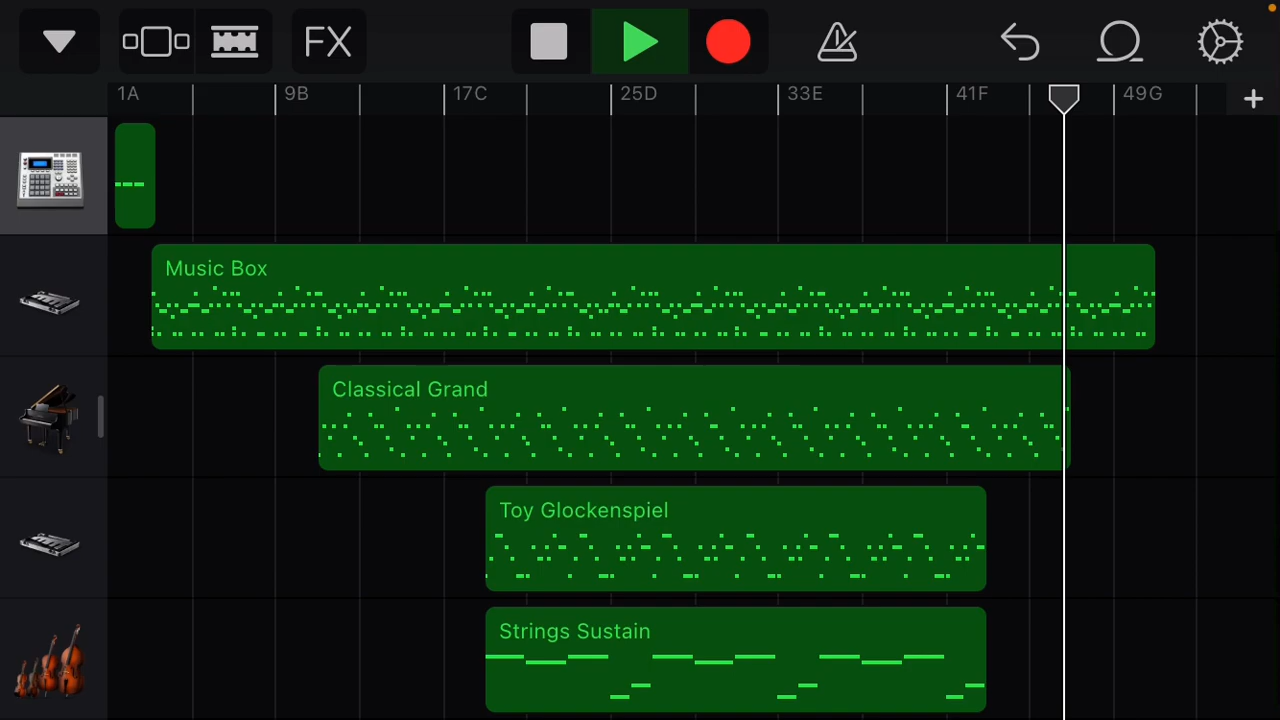 FX
1A 9B 17C 25D 33E 41F 49G +
Music Box
Classical Grand
Toy Glockenspiel
Strings Sustain